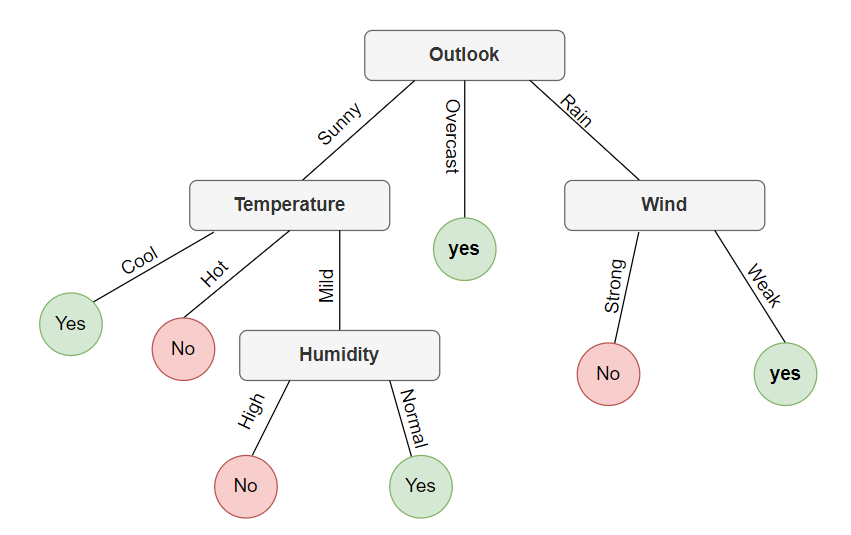 Outlook
Sunny
Overcast
Rain
Temperature
Wind
Cool
Hot
Mild
yes
Strong
Weak
Yes
No
Humidity
No
yes
High
Normal
No
Yes